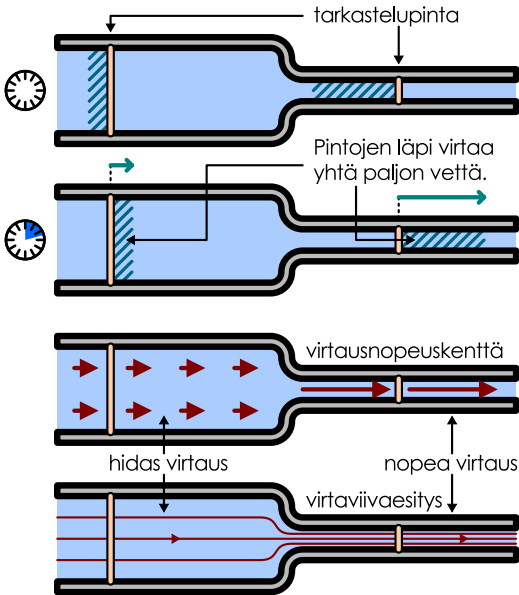 tarkastelupinta
Pintojen läpi virtaa
yhtä paljon vettä.
virtausnopeuskenttä
hidas virtaus
nopea virtaus
virtaviivaesitys